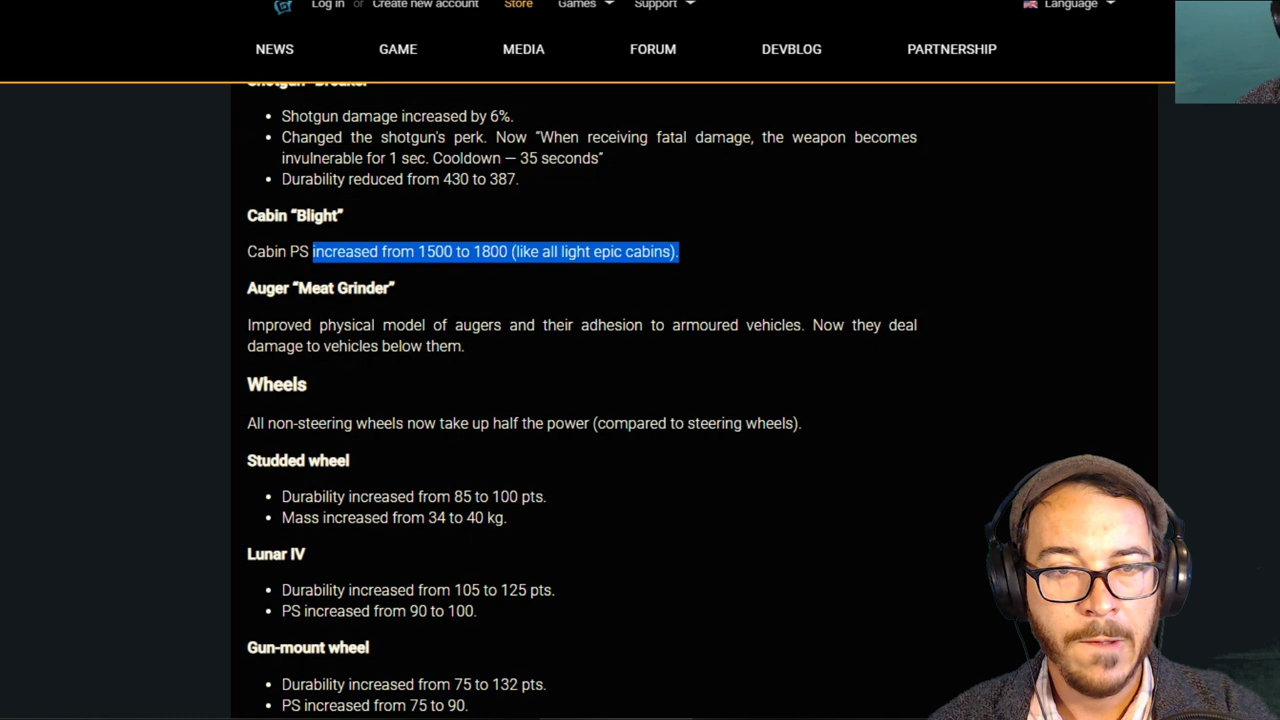 Log in or Create new account Store Games Support Language
NEWS GAME MEDIA FORUM DEVBLOG PARTNERSHIP
Shotgun “Breaker”
Shotgun damage increased by 6%.
Changed the shotgun's perk. Now “When receiving fatal damage, the weapon becomes
invulnerable for 1 sec. Cooldown — 35 seconds”
Durability reduced from 430 to 387.
Cabin “Blight”
Cabin PS increased from 1500 to 1800 (like all light epic cabins).
Auger “Meat Grinder”
Improved physical model of augers and their adhesion to armoured vehicles. Now they deal
damage to vehicles below them.
Wheels
All non-steering wheels now take up half the power (compared to steering wheels).
Studded wheel
Durability increased from 85 to 100 pts.
Mass increased from 34 to 40 kg.
Lunar IV
Durability increased from 105 to 125 pts.
PS increased from 90 to 100.
Gun-mount wheel
Durability increased from 75 to 132 pts.
PS increased from 75 to 90.